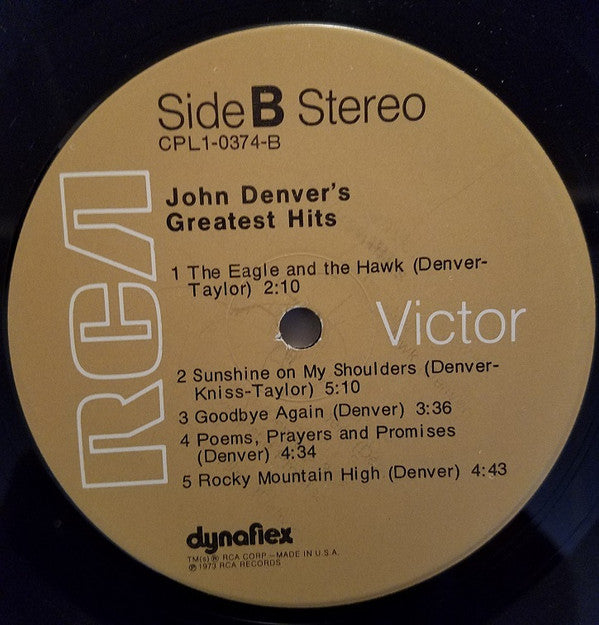 Side B Stereo
CPL1-0374-B
John Denver's
Greatest Hits
1 The Eagle and the Hawk (Denver-
Taylor) 2:10
RCA
Victor
2 Sunshine on My Shoulders (Denver-
Kniss-Taylor) 5:10
3 Goodbye Again (Denver) 3:36
4 Poems, Prayers and Promises
(Denver) 4:34
5 Rocky Mountain High (Denver) 4:43
dynaflex
TM(s) ® RCA CORP.—MADE IN U.S.A.
℗ 1973 RCA RECORDS